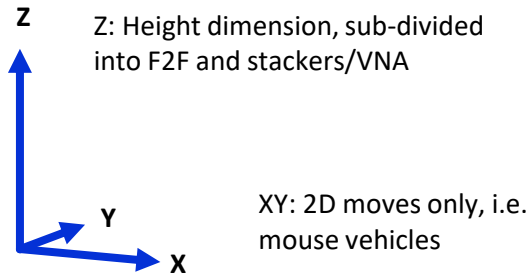 Z
Z: Height dimension, sub-divided
into F2F and stackers/VNA
Y
X
XY: 2D moves only, i.e.
mouse vehicles